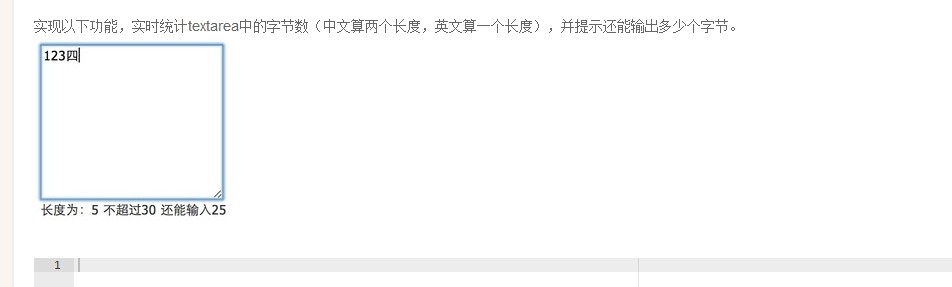 实现以下功能，实时统计textarea中的字节数（中文算两个长度，英文算一个长度），并提示还能输出多少个字节。
123四
长度为：5 不超过30 还能输入25
1